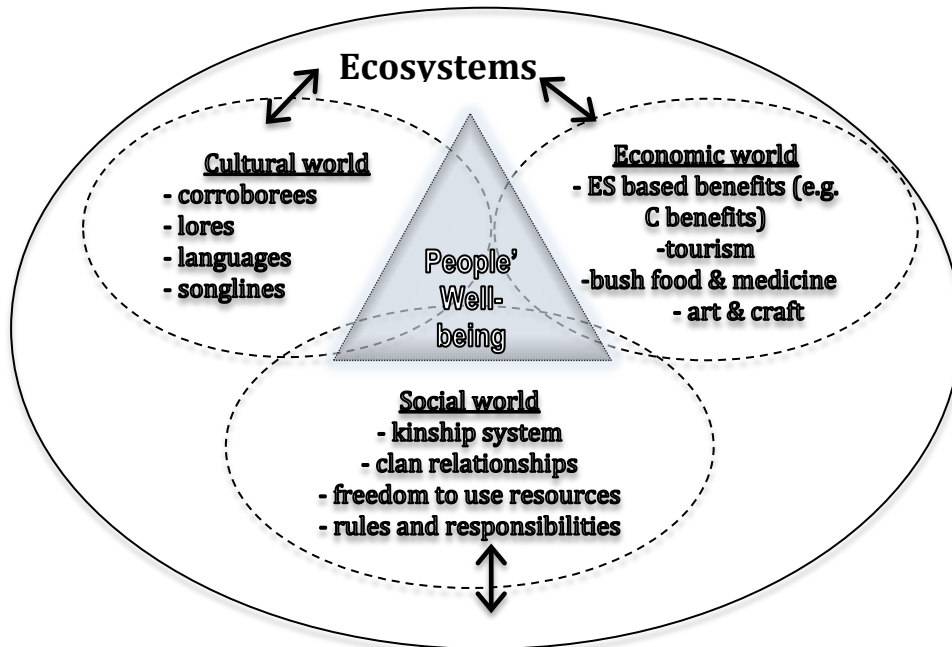 Ecosystems
Cultural world
- corroborees
- lores
- languages
- songlines
Economic world
- ES based benefits (e.g.
C benefits)
-tourism
-bush food & medicine
- art & craft
People'
Well-
being
Social world
- kinship system
- clan relationships
- freedom to use resources
- rules and responsibilities